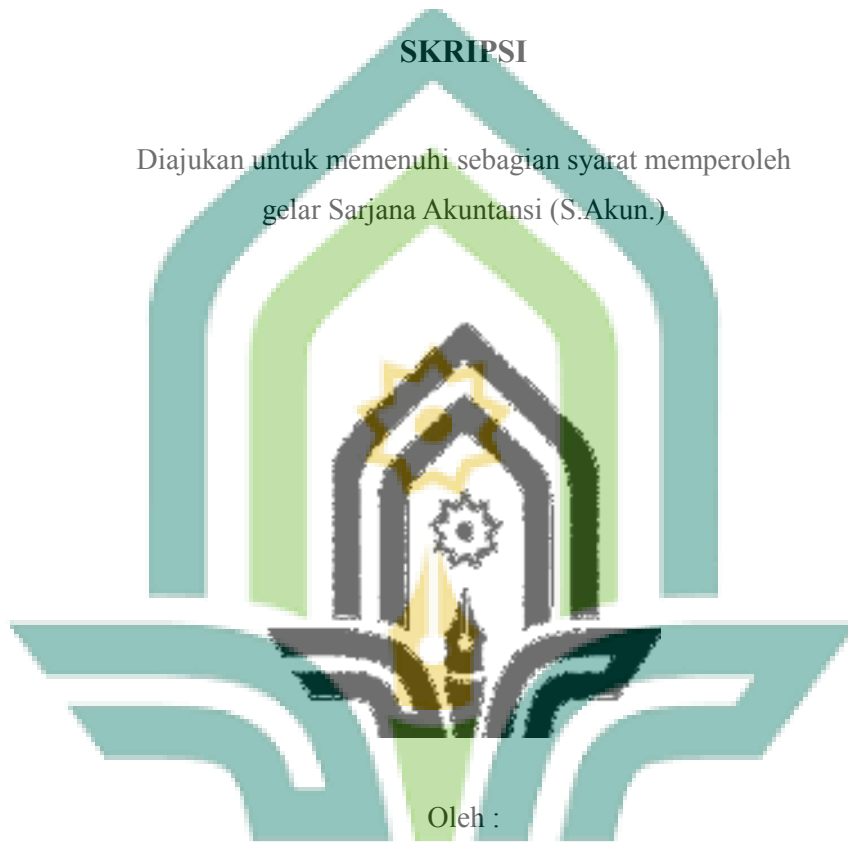 SKRIPSI
Diajukan untuk memenuhi sebagian syarat memperoleh
gelar Sarjana Akuntansi (S.Akun.)
Oleh :